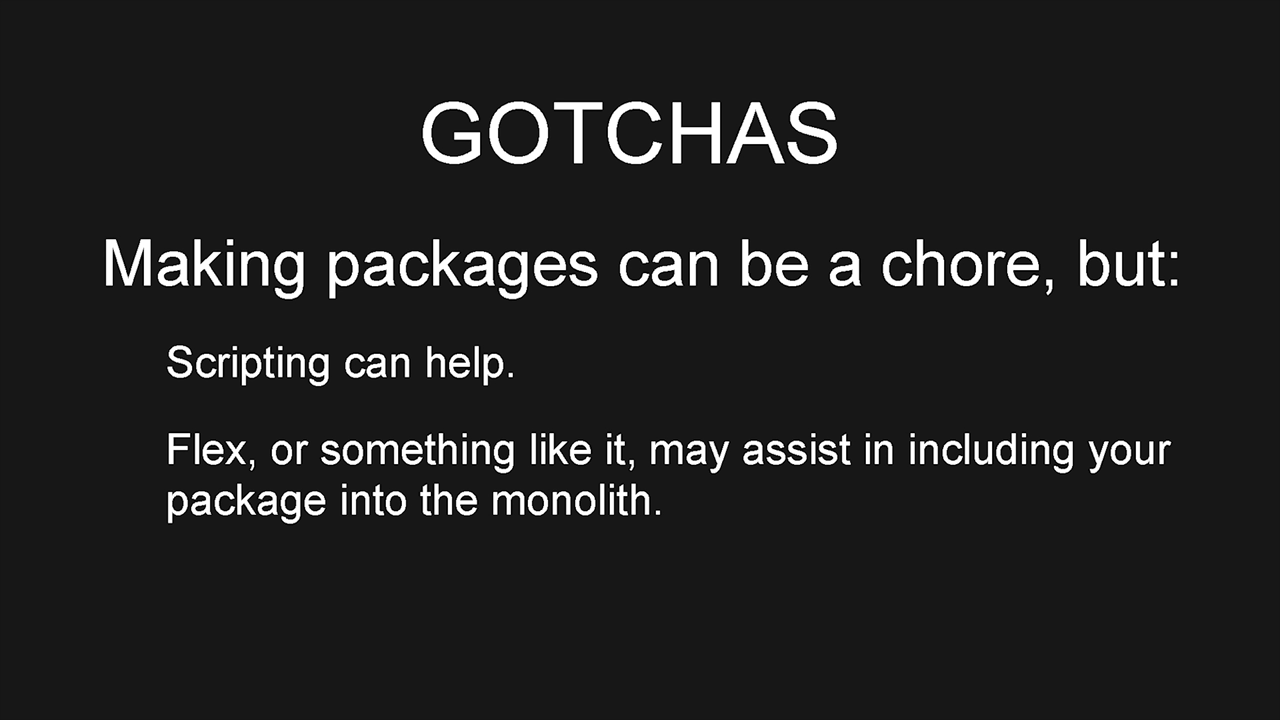 GOTCHAS
Making packages can be a chore, but:
Scripting can help.
Flex, or something like it, may assist in including your
package into the monolith.